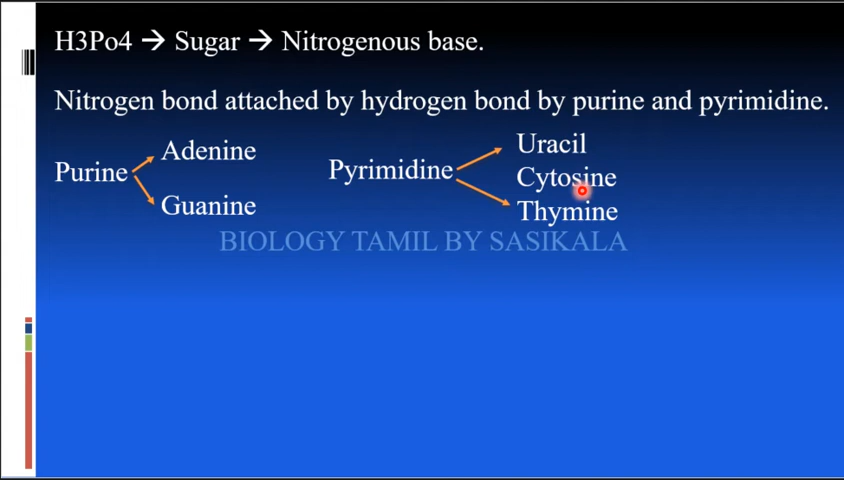 H3Po4 → Sugar → Nitrogenous base.
Nitrogen bond attached by hydrogen bond by purine and pyrimidine.
Purine
Adenine
Guanine
Pyrimidine
Uracil
Cytosine
Thymine
BIOLOGY TAMIL BY SASIKALA